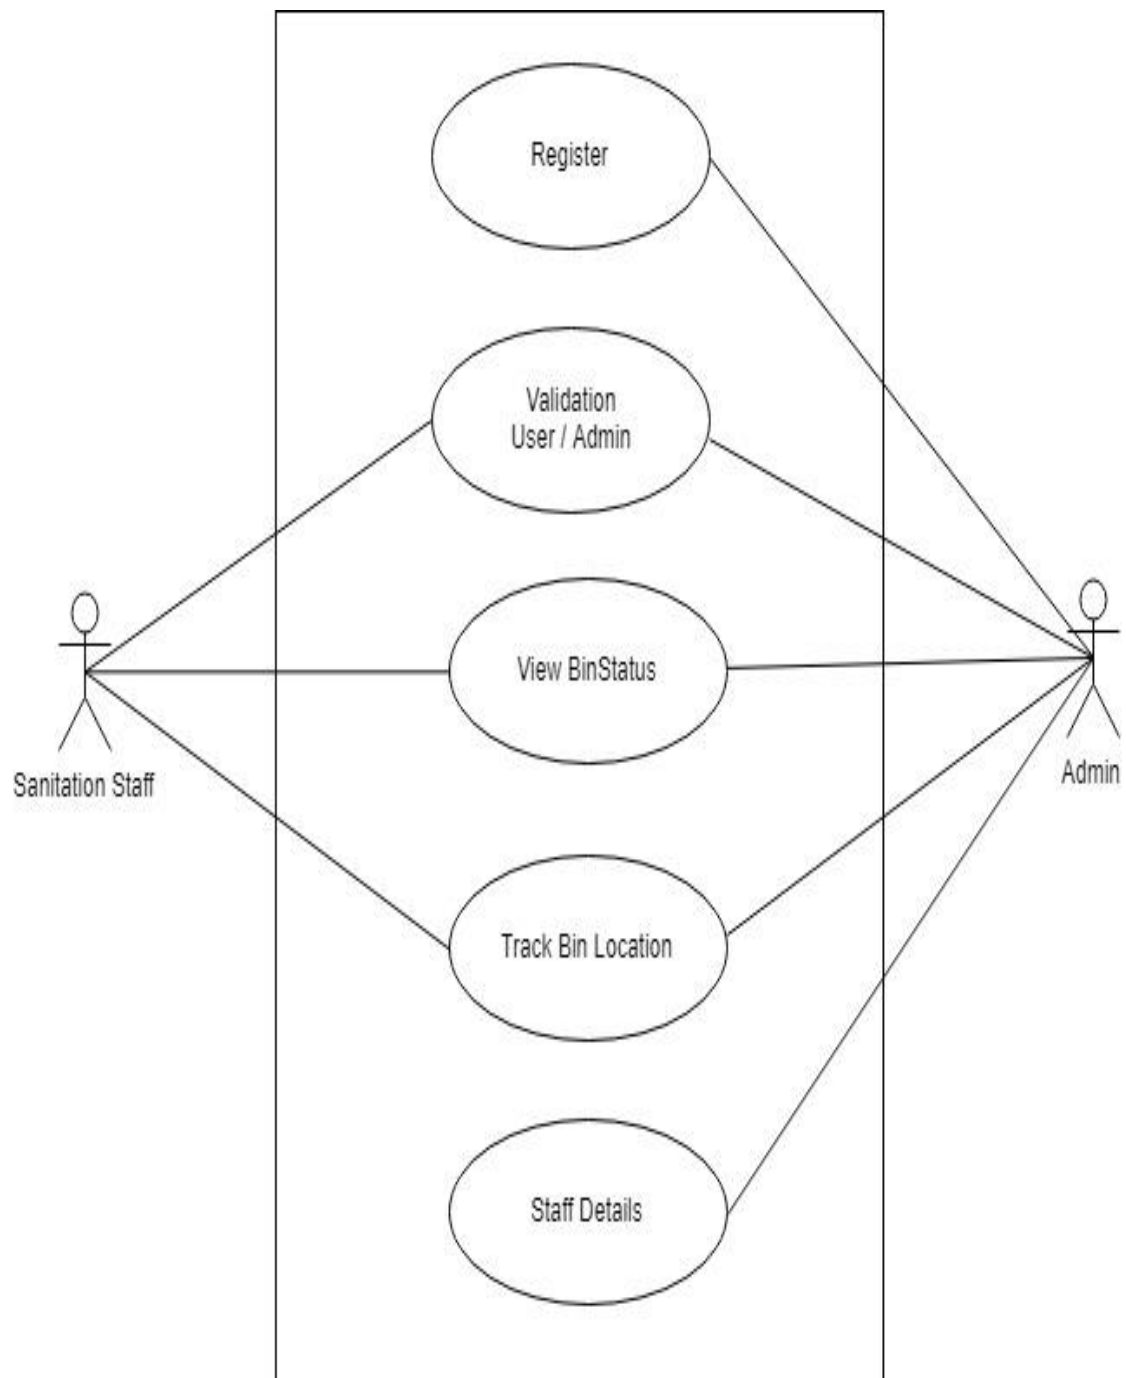 Register
Validation
User / Admin
View BinStatus
Sanitation Staff
Admin
Track Bin Location
Staff Details